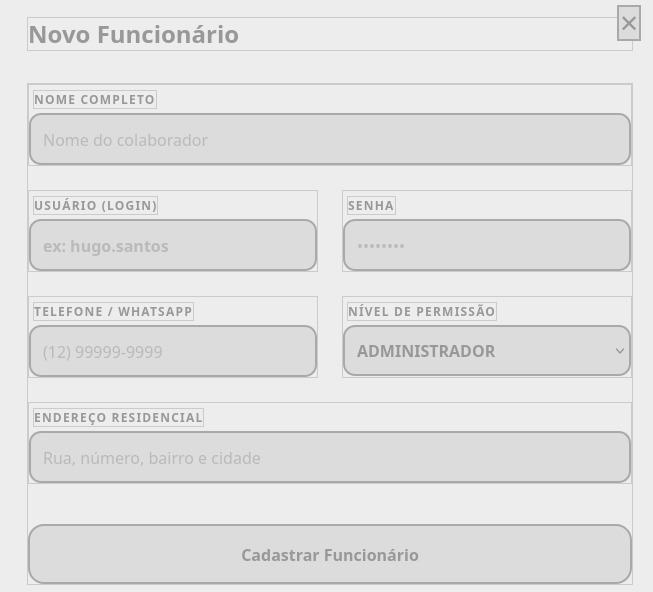 Novo Funcionário
✕
NOME COMPLETO
Nome do colaborador
USUÁRIO (LOGIN)
ex: hugo.santos
SENHA
••••••••
TELEFONE / WHATSAPP
(12) 99999-9999
NÍVEL DE PERMISSÃO
ADMINISTRADOR
ENDEREÇO RESIDENCIAL
Rua, número, bairro e cidade
Cadastrar Funcionário